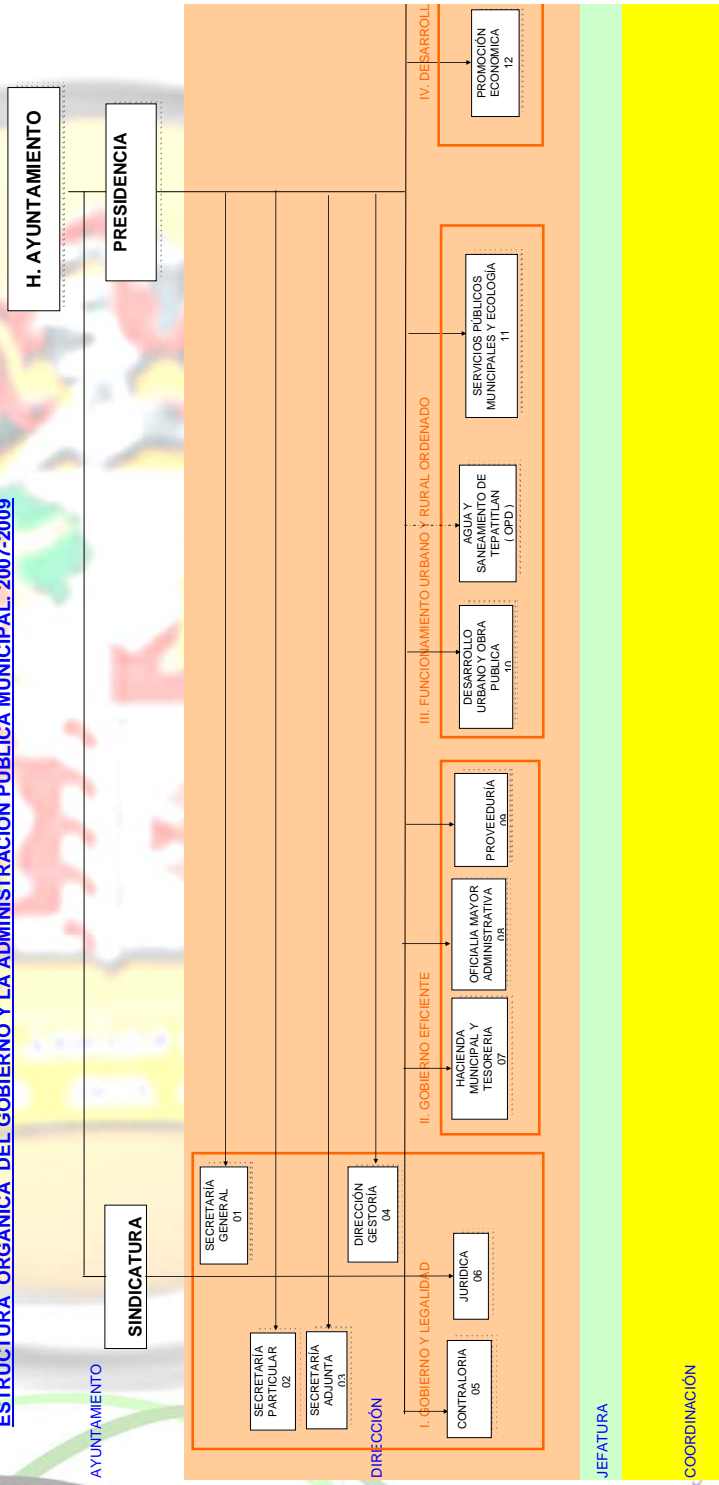 ESTRUCTURA ORGÁNICA DEL GOBIERNO Y LA ADMINISTRACIÓN PÚBLICA MUNICIPAL. 2007-2009
H. AYUNTAMIENTO
AYUNTAMIENTO
SINDICATURA
PRESIDENCIA
SECRETARÍA
GENERAL
01
SECRETARÍA
PARTICULAR
02
SECRETARÍA
ADJUNTA
03
DIRECCIÓN
DIRECCIÓN
GESTORÍA
04
I. GOBIERNO Y LEGALIDAD
CONTRALORIA
05
JURIDICA
06
II. GOBIERNO EFICIENTE
HACIENDA
MUNICIPAL Y
TESORERIA
07
OFICIALIA MAYOR
ADMINISTRATIVA
08
PROVEEDURÍA
09
III. FUNCIONAMIENTO URBANO Y RURAL ORDENADO
DESARROLLO
URBANO Y OBRA
PUBLICA
10
AGUA Y
SANEAMIENTO DE
TEPATITLAN
( OPD )
SERVICIOS PÚBLICOS
MUNICIPALES Y ECOLOGÍA
11
IV. DESARROLL
PROMOCIÓN
ECONOMICA
12
JEFATURA
COORDINACIÓN